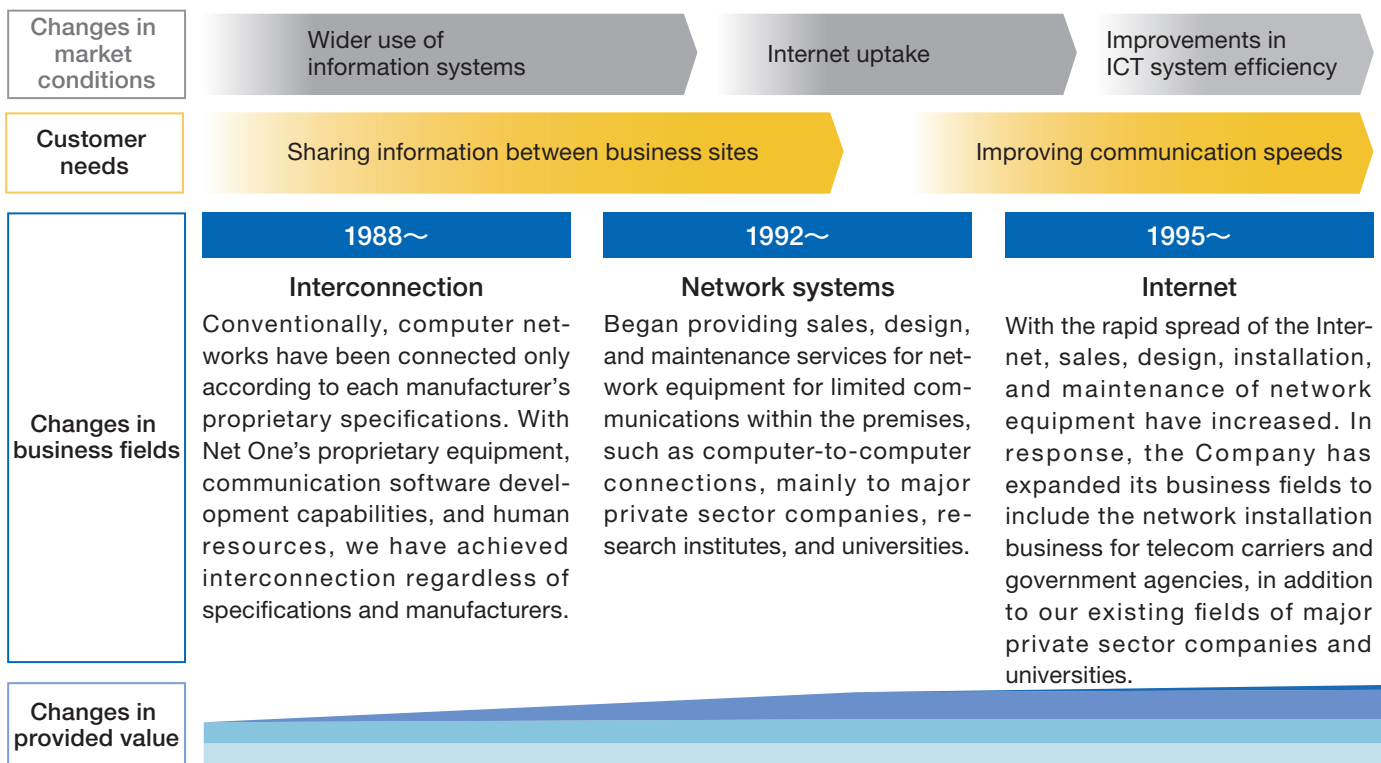 Changes in
market
conditions
Wider use of
information systems
Internet uptake
Improvements in
ICT system efficiency
Customer
needs
Sharing information between business sites
Improving communication speeds
Changes in
business fields
1988～
Interconnection
Conventionally, computer net-
works have been connected only
according to each manufacturer’s
proprietary specifications. With
Net One’s proprietary equipment,
communication software devel-
opment capabilities, and human
resources, we have achieved
interconnection regardless of
specifications and manufacturers.
1992～
Network systems
Began providing sales, design,
and maintenance services for net-
work equipment for limited com-
munications within the premises,
such as computer-to-computer
connections, mainly to major
private sector companies, re-
search institutes, and universities.
1995～
Internet
With the rapid spread of the Inter-
net, sales, design, installation,
and maintenance of network
equipment have increased. In
response, the Company has
expanded its business fields to
include the network installation
business for telecom carriers and
government agencies, in addition
to our existing fields of major
private sector companies and
universities.
Changes in
provided value